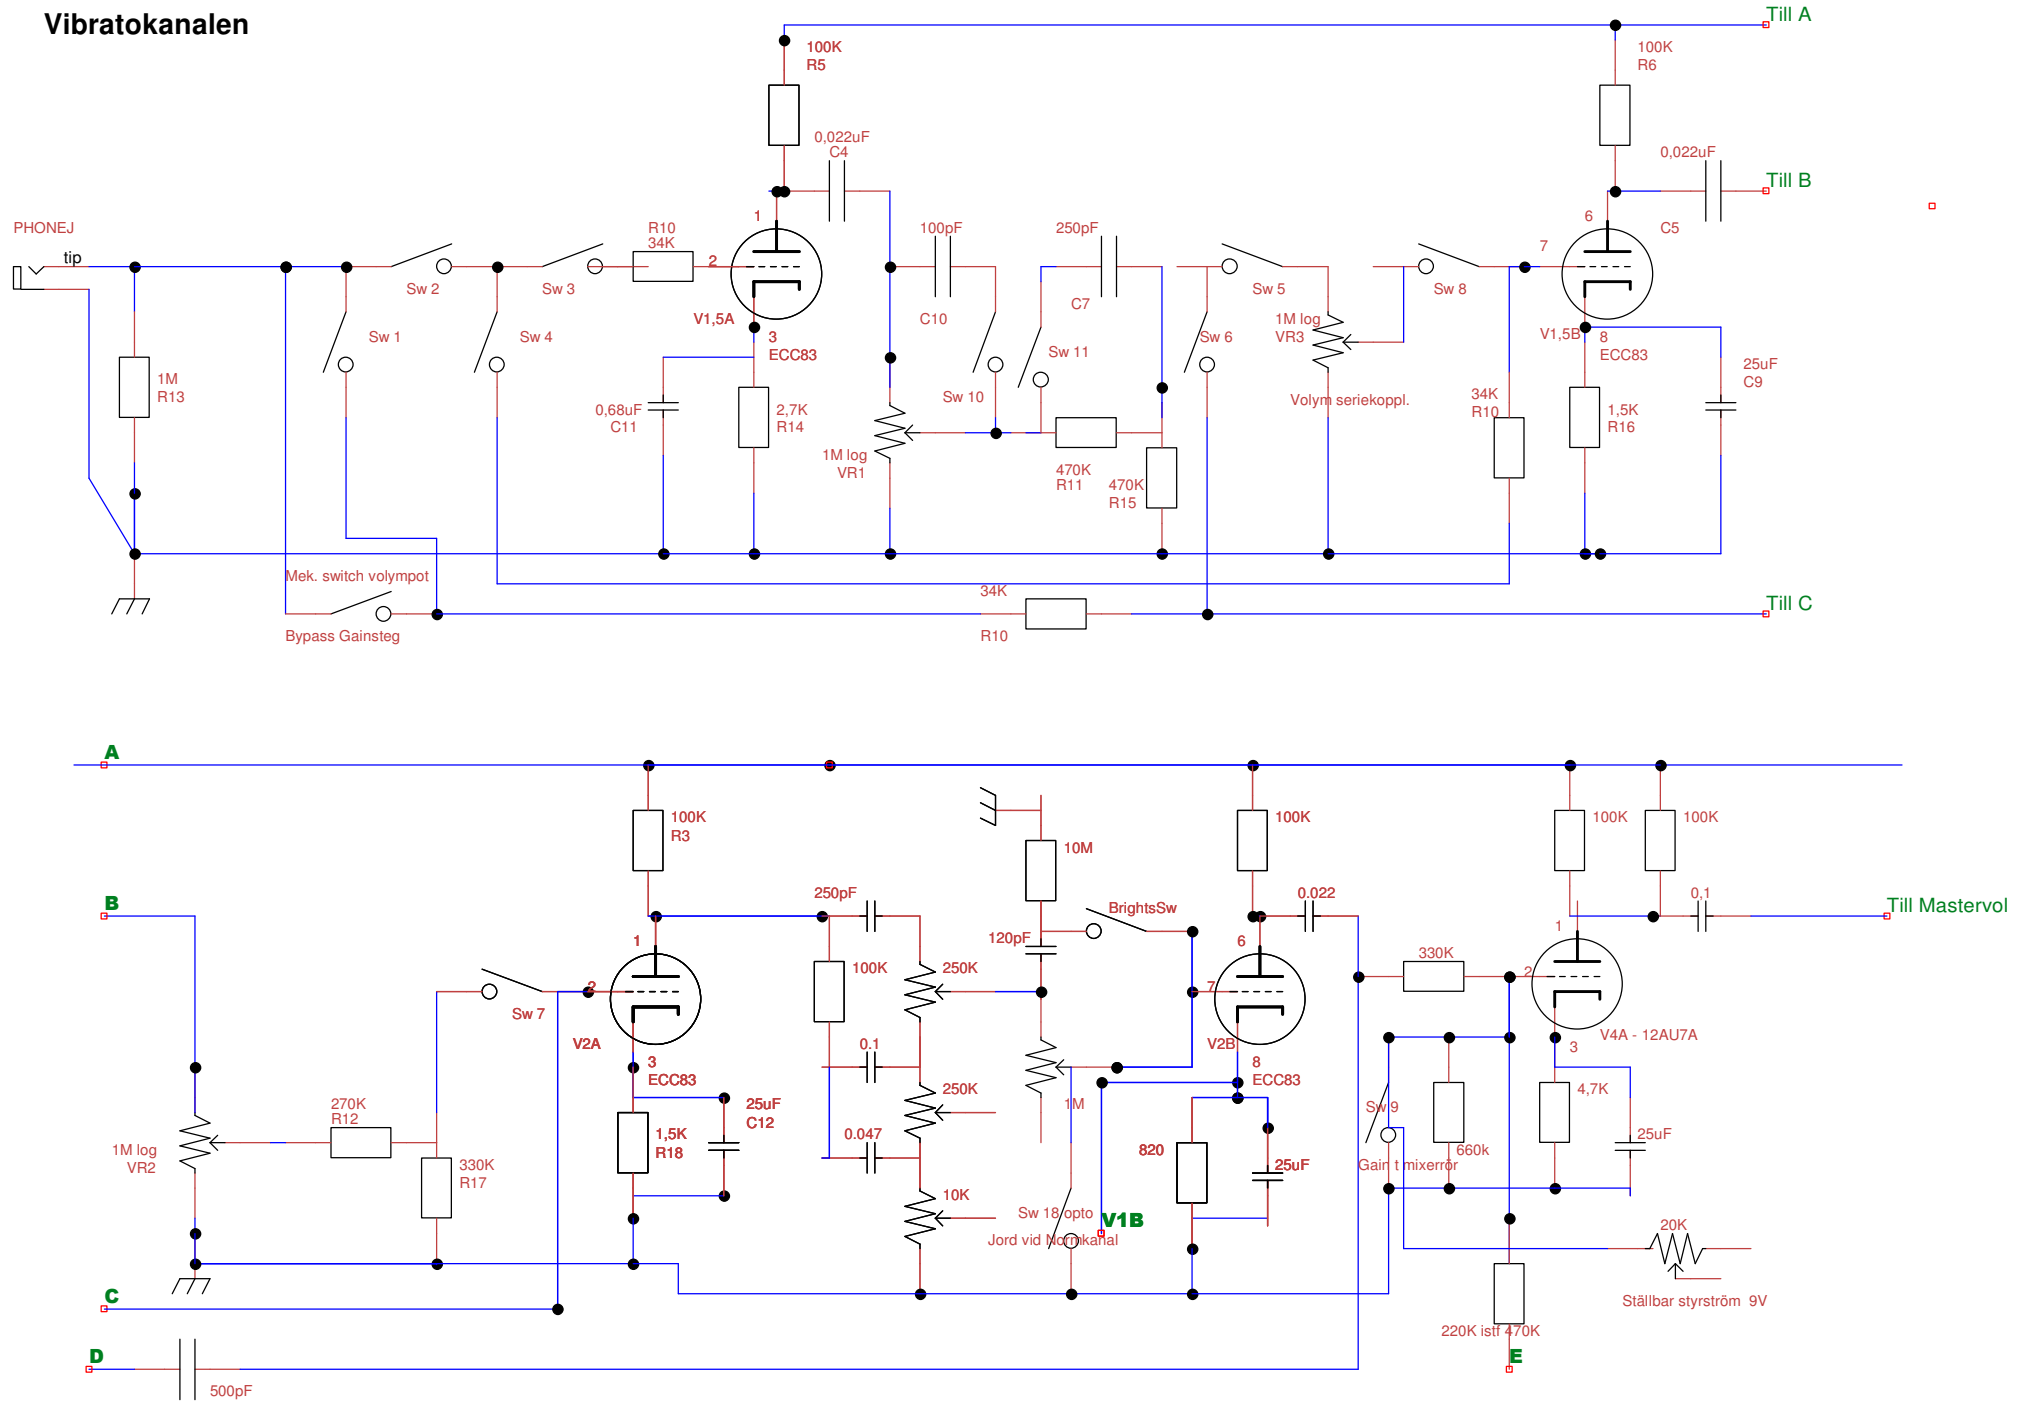 Vibratokanalen
Till A
100K
R5
100K
R6
0,022uF
C4
0,022uF
Till B
C5
1
6
PHONEJ
tip
R10
34K
2
100pF
250pF
7
Sw 2
Sw 3
C10
C7
Sw 5
Sw 8
V1,5A
3
ECC83
Sw 1
Sw 4
Sw 11
Sw 6
1M log
VR3
V1,5B
8
ECC83
25uF
C9
1M
R13
0,68uF
C11
2,7K
R14
Sw 10
Volym seriekoppl.
34K
R10
1,5K
R16
1M log
VR1
470K
R11
470K
R15
Mek. switch volympot
Bypass Gainsteg
34K
R10
Till C
A
100K
R3
10M
100K
100K
100K
B
250pF
BrightsSw
0.022
0,1
Till Mastervol
1
120pF
6
1
100K
250K
330K
2
2
7
Sw 7
V2A
0.1
V2B
V4A - 12AU7A
3
ECC83
250K
8
ECC83
3
25uF
C12
1M
Sw 9
4,7K
270K
R12
1,5K
R18
0.047
820
660k
25uF
1M log
VR2
330K
R17
10K
25uF
Gain t mixerrör
Sw 18 opto
V1B
Jord vid Normkanal
20K
C
Ställbar styrström 9V
220K istf 470K
D
E
500pF